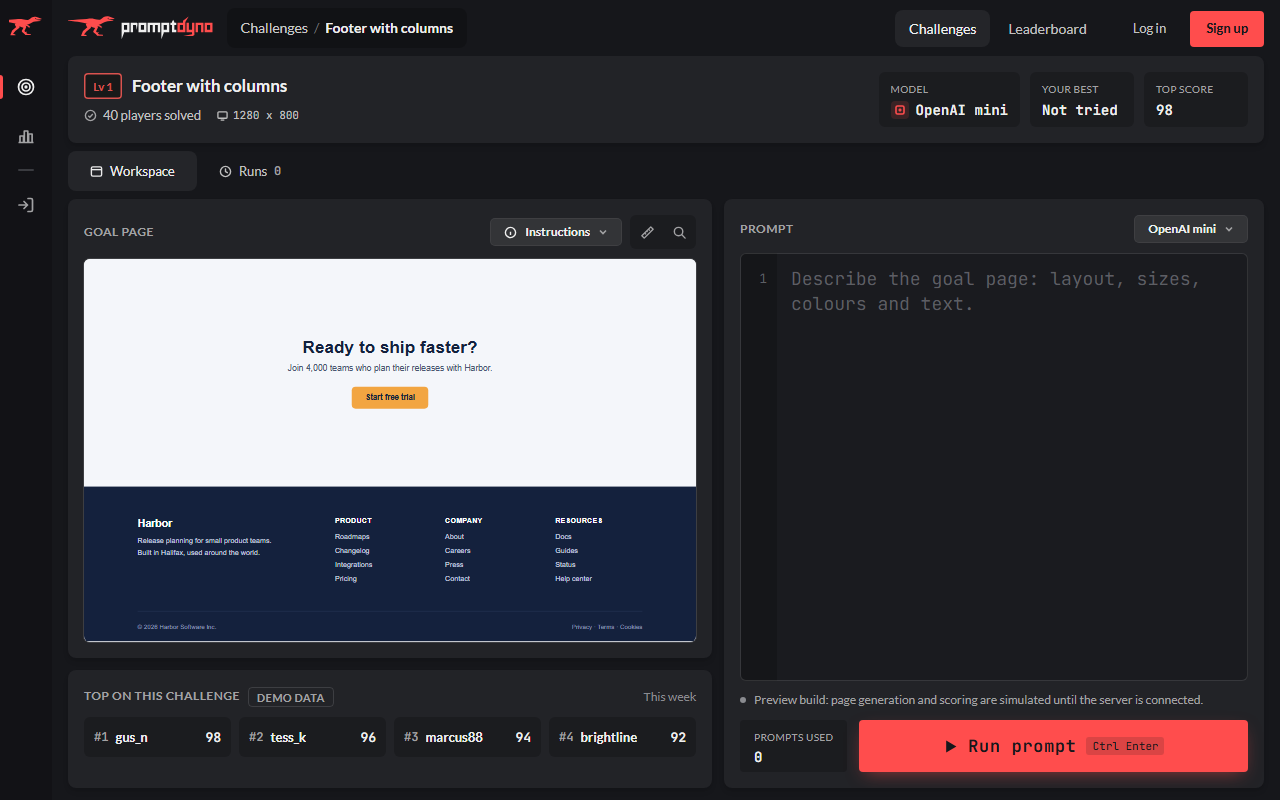 promptdyno
Challenges / Footer with columns
Challenges
Leaderboard
Log in
Sign up
Lv 1
Footer with columns
40 players solved
1280 x 800
MODEL
OpenAI mini
YOUR BEST
Not tried
TOP SCORE
98
Workspace
Runs 0
GOAL PAGE
Instructions
Ready to ship faster?
Join 4,000 teams who plan their releases with Harbor.
Start free trial
Harbor
Release planning for small product teams.
Built in Halifax, used around the world.
PRODUCT
Roadmaps
Changelog
Integrations
Pricing
COMPANY
About
Careers
Press
Contact
RESOURCES
Docs
Guides
Status
Help center
© 2026 Harbor Software Inc.
Privacy · Terms · Cookies
TOP ON THIS CHALLENGE
DEMO DATA
This week
#1 gus_n 98
#2 tess_k 96
#3 marcus88 94
#4 brightline 92
PROMPT
OpenAI mini
1
Describe the goal page: layout, sizes,
colours and text.
Preview build: page generation and scoring are simulated until the server is connected.
PROMPTS USED
0
Run prompt
Ctrl Enter